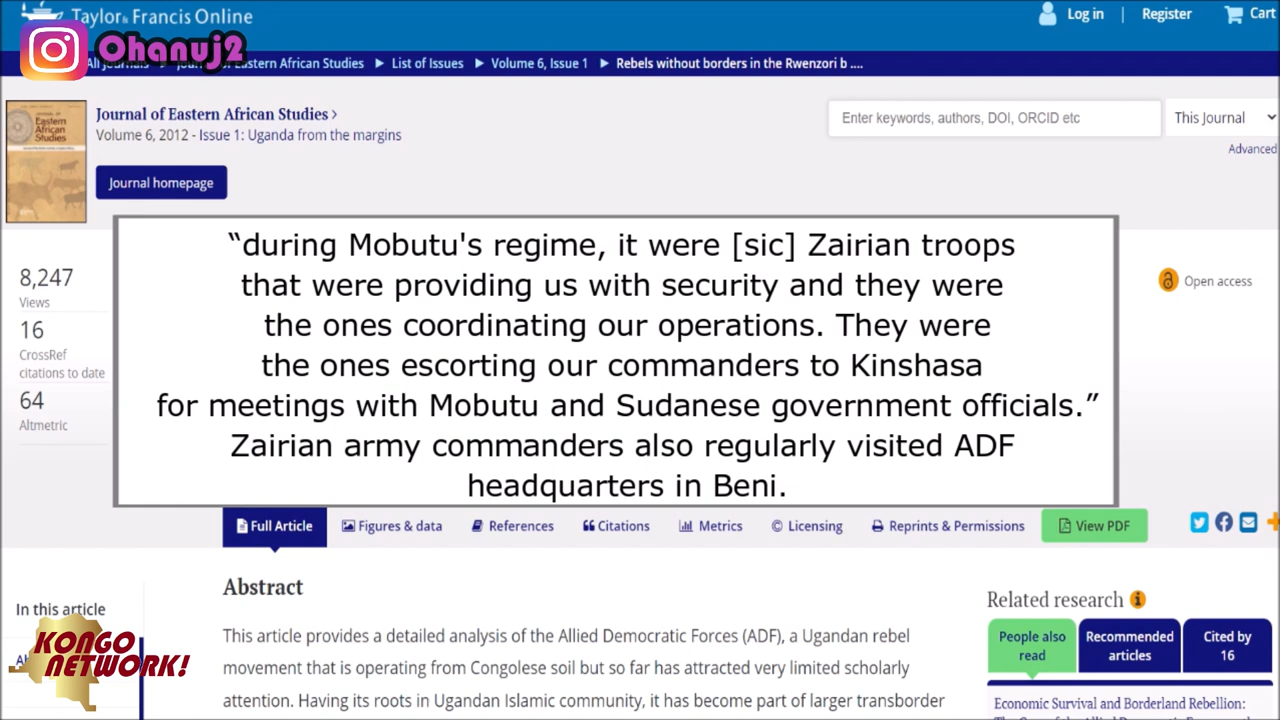 Taylor & Francis Online
Log in | Register
Cart
Ohanuj2
All Journals
Eastern African Studies
List of Issues
Volume 6, Issue 1
Rebels without borders in the Rwenzori b ....
Journal of Eastern African Studies
Journal of Eastern African Studies >
Volume 6, 2012 - Issue 1: Uganda from the margins
Enter keywords, authors, DOI, ORCID etc
This Journal
Advanced
Journal homepage
“during Mobutu's regime, it were [sic] Zairian troops
that were providing us with security and they were
the ones coordinating our operations. They were
the ones escorting our commanders to Kinshasa
for meetings with Mobutu and Sudanese government officials.”
Zairian army commanders also regularly visited ADF
headquarters in Beni.
8,247
Views
16
CrossRef
citations to date
64
Altmetric
Open access
Full Article
Figures & data
References
Citations
Metrics
Licensing
Reprints & Permissions
View PDF
In this article
KONGO
NETWORK!
Abstract
This article provides a detailed analysis of the Allied Democratic Forces (ADF), a Ugandan rebel
movement that is operating from Congolese soil but so far has attracted very limited scholarly
attention. Having its roots in Ugandan Islamic community, it has become part of larger transborder
Related research
People also
read
Recommended
articles
Cited by
16
Economic Survival and Borderland Rebellion: